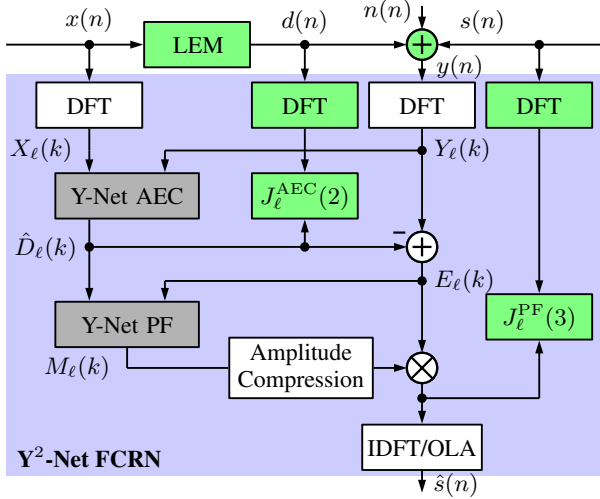 n(n)
x(n)
d(n)
s(n)
LEM
+
y(n)
DFT
DFT
DFT
DFT
X_ℓ(k)
Y_ℓ(k)
Y-Net AEC
J_ℓ^AEC(2)
−
D̂_ℓ(k)
+
E_ℓ(k)
Y-Net PF
J_ℓ^PF(3)
M_ℓ(k)
Amplitude
Compression
×
IDFT/OLA
Y²-Net FCRN
ŝ(n)